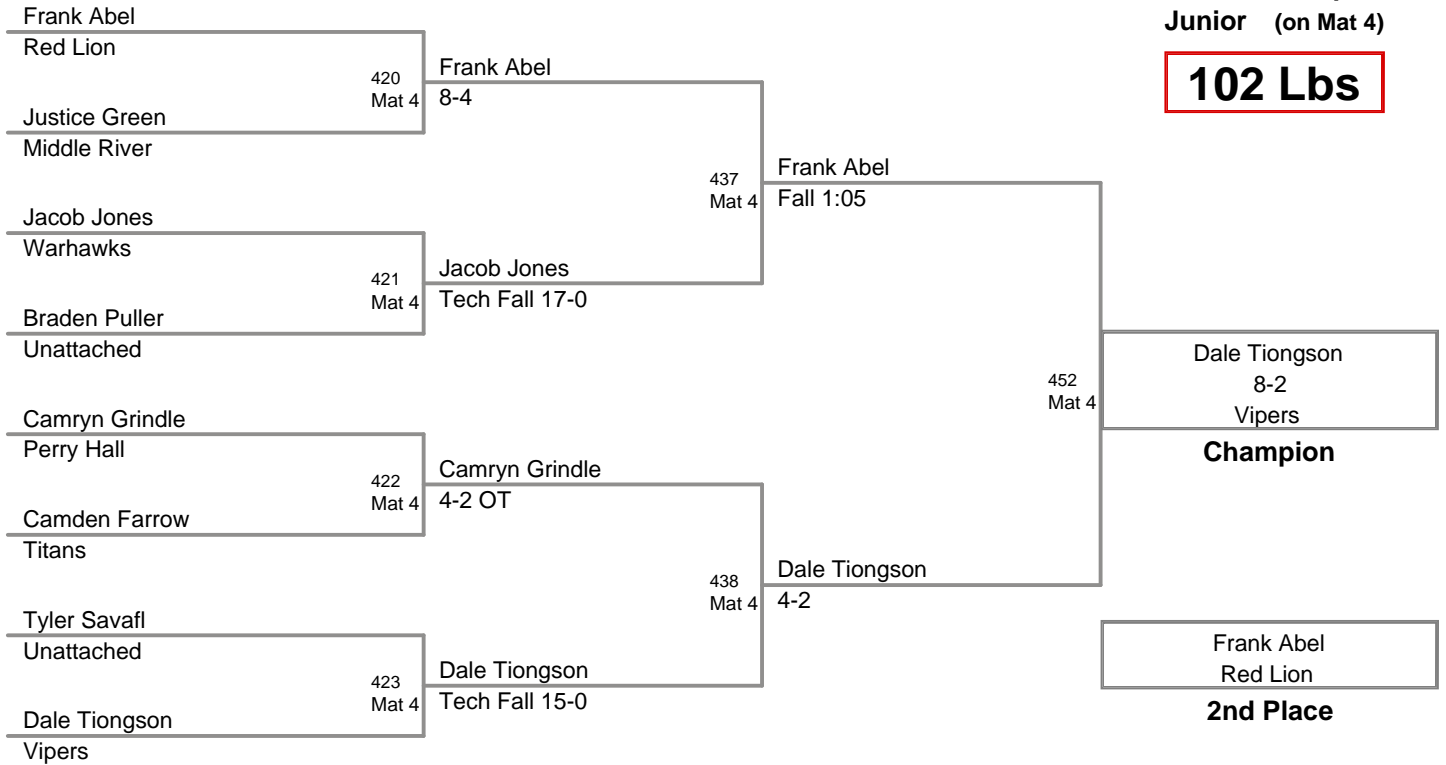 Junior (on Mat 4)
102 Lbs
Frank Abel
Red Lion
420
Mat 4
Frank Abel
8-4
Justice Green
Middle River
437
Mat 4
Frank Abel
Fall 1:05
Jacob Jones
Warhawks
421
Mat 4
Jacob Jones
Tech Fall 17-0
Braden Puller
Unattached
452
Mat 4
Dale Tiongson
8-2
Vipers
Champion
Camryn Grindle
Perry Hall
422
Mat 4
Camryn Grindle
4-2 OT
Camden Farrow
Titans
438
Mat 4
Dale Tiongson
4-2
Tyler Savafl
Unattached
423
Mat 4
Dale Tiongson
Tech Fall 15-0
Dale Tiongson
Vipers
Frank Abel
Red Lion
2nd Place